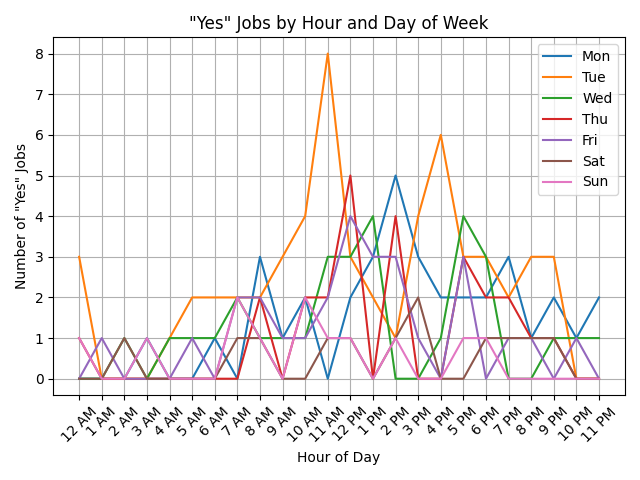 "Yes" Jobs by Hour and Day of Week
Number of "Yes" Jobs
8
7
6
5
4
3
2
1
0
Mon
Tue
Wed
Thu
Fri
Sat
Sun
12 AM
1 AM
2 AM
3 AM
4 AM
5 AM
6 AM
7 AM
8 AM
9 AM
10 AM
11 AM
12 PM
1 PM
2 PM
3 PM
4 PM
5 PM
6 PM
7 PM
8 PM
9 PM
10 PM
11 PM
Hour of Day